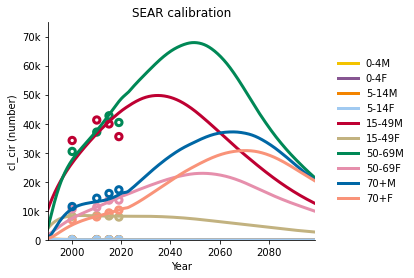 SEAR calibration
70k
60k
50k
40k
30k
20k
10k
0
cl_cir (number)
2000
2020
2040
2060
2080
Year
0-4M
0-4F
5-14M
5-14F
15-49M
15-49F
50-69M
50-69F
70+M
70+F